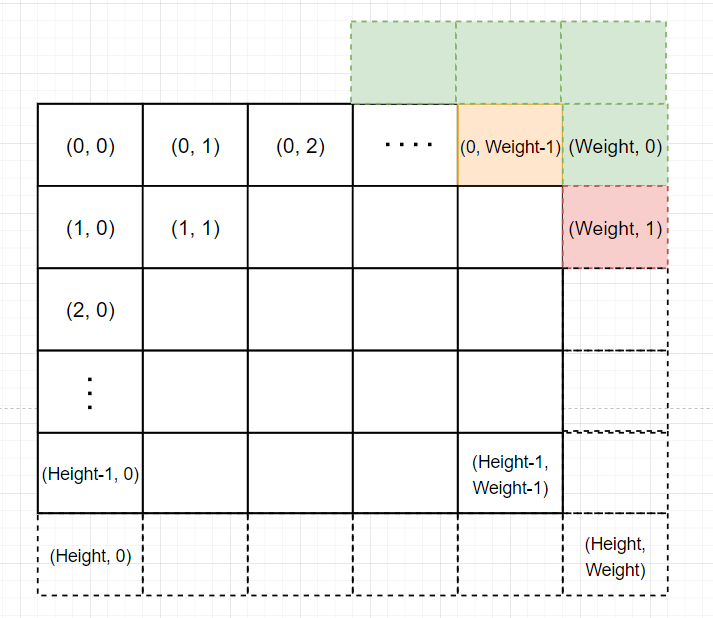 (0, 0)
(0, 1)
(0, 2)
····
(0, Weight-1)
(Weight, 0)
(1, 0)
(1, 1)
(Weight, 1)
(2, 0)
⋮
(Height-1, 0)
(Height-1,
Weight-1)
(Height, 0)
(Height,
Weight)